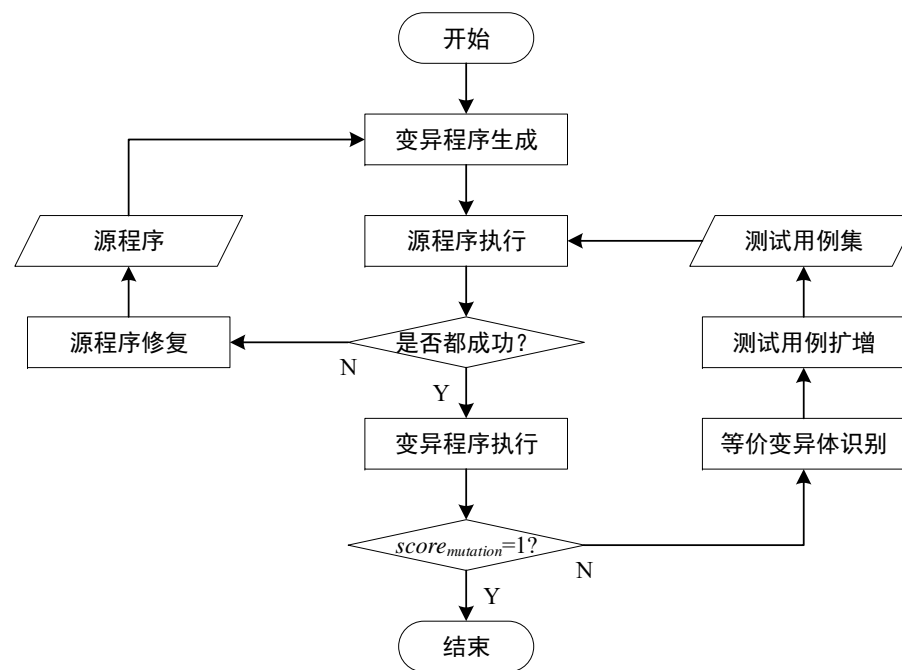 开始
变异程序生成
源程序
源程序执行
测试用例集
源程序修复
N
是否都成功？
测试用例扩增
Y
变异程序执行
等价变异体识别
score_mutation=1?
N
Y
结束